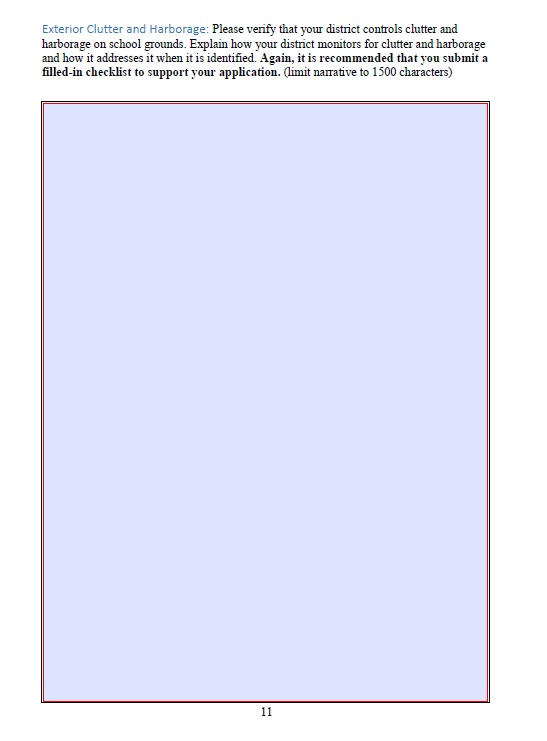 Exterior Clutter and Harborage: Please verify that your district controls clutter and
harborage on school grounds. Explain how your district monitors for clutter and harborage
and how it addresses it when it is identified. Again, it is recommended that you submit a
filled-in checklist to support your application. (limit narrative to 1500 characters)
11